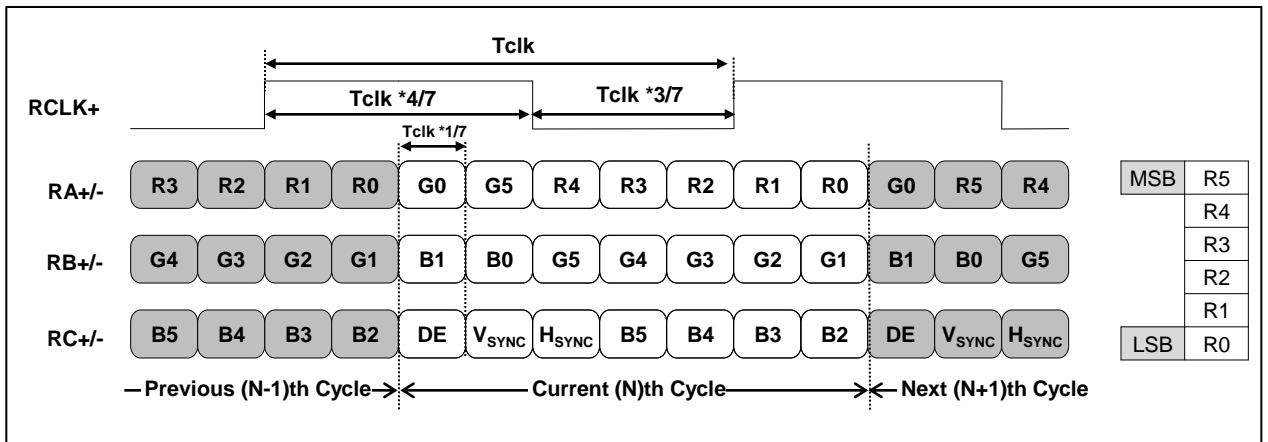 Tclk
RCLK+
Tclk *4/7
Tclk *3/7
Tclk *1/7
RA+/- R3 R2 R1 R0 G0 G5 R4 R3 R2 R1 R0 G0 R5 R4
RB+/- G4 G3 G2 G1 B1 B0 G5 G4 G3 G2 G1 B1 B0 G5
RC+/- B5 B4 B3 B2 DE VSYNC HSYNC B5 B4 B3 B2 DE VSYNC HSYNC
Previous (N-1)th Cycle
Current (N)th Cycle
Next (N+1)th Cycle
MSB R5
R4
R3
R2
R1
LSB R0